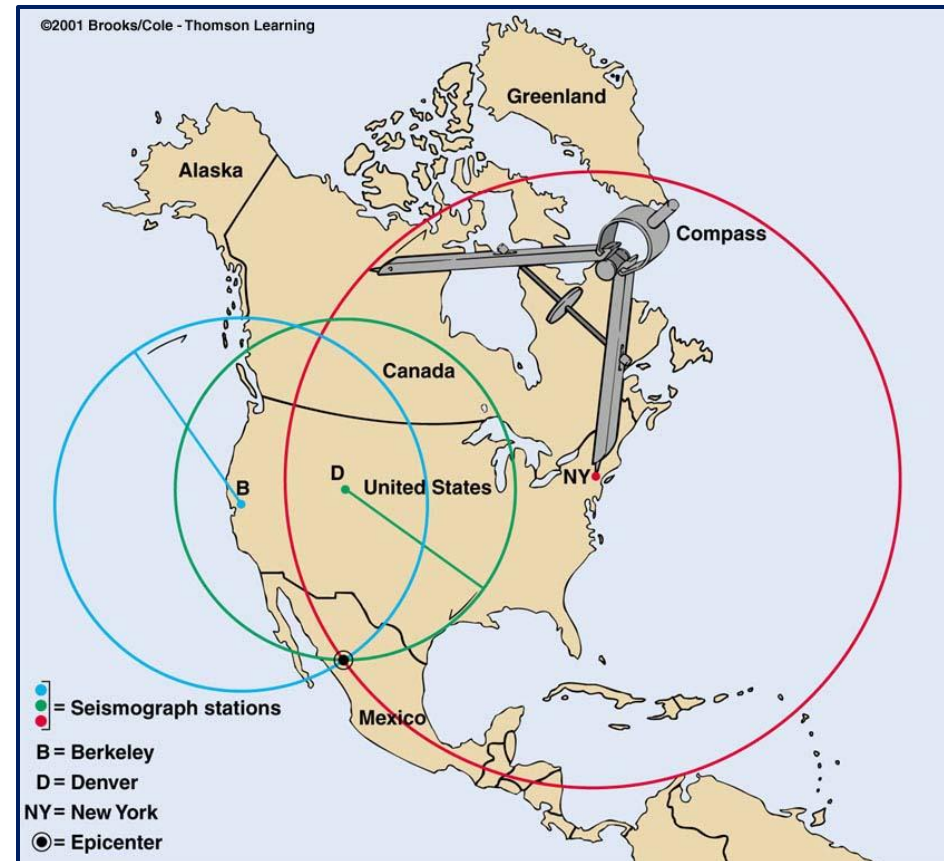 ©2001 Brooks/Cole - Thomson Learning
Greenland
Alaska
Compass
Canada
D
United States
NY
B
Mexico
= Seismograph stations
B = Berkeley
D = Denver
NY = New York
= Epicenter